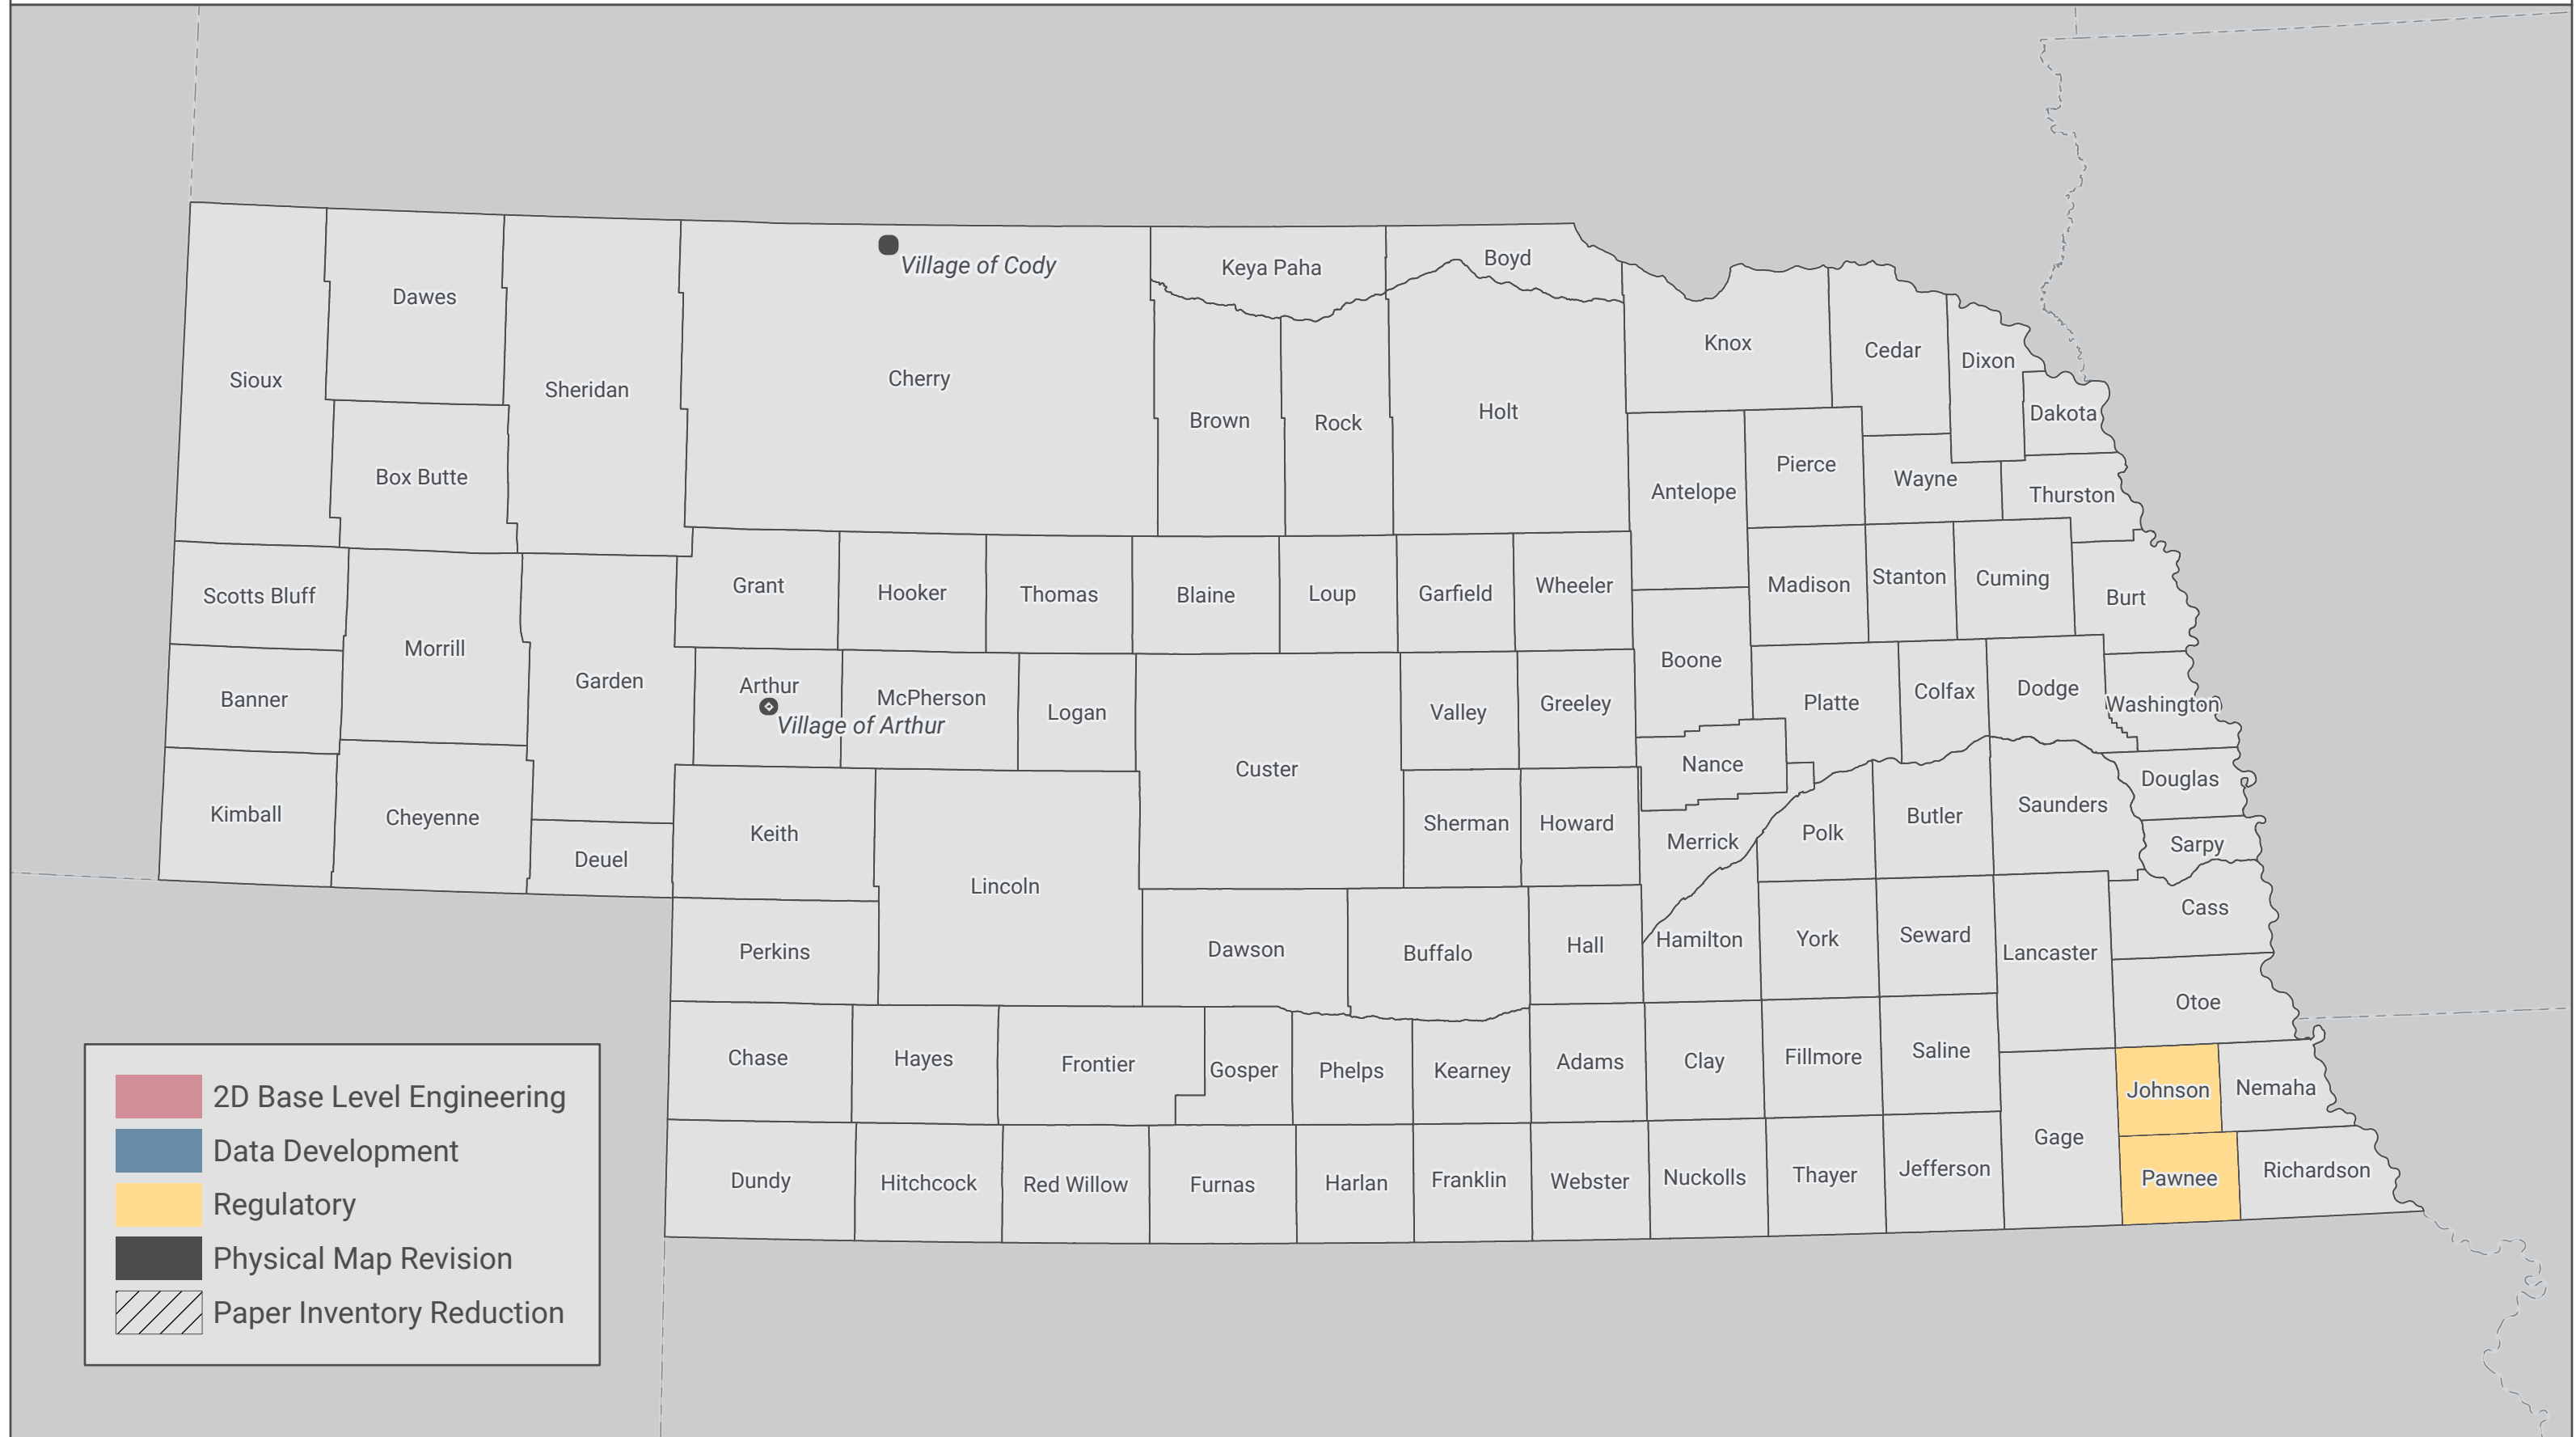 Village of Cody
Keya Paha
Boyd
Dawes
Knox
Cedar
Dixon
Sioux
Sheridan
Cherry
Brown
Rock
Holt
Dakota
Box Butte
Antelope
Pierce
Wayne
Thurston
Scotts Bluff
Grant
Hooker
Thomas
Blaine
Loup
Garfield
Wheeler
Madison
Stanton
Cuming
Burt
Morrill
Garden
Boone
Banner
Arthur
Village of Arthur
McPherson
Logan
Valley
Greeley
Platte
Colfax
Dodge
Washington
Custer
Nance
Douglas
Kimball
Cheyenne
Keith
Sherman
Howard
Merrick
Polk
Butler
Saunders
Sarpy
Deuel
Lincoln
Cass
Perkins
Dawson
Buffalo
Hall
Hamilton
York
Seward
Lancaster
Otoe
Chase
Hayes
Frontier
Gosper
Phelps
Kearney
Adams
Clay
Fillmore
Saline
Johnson
Nemaha
Gage
Dundy
Hitchcock
Red Willow
Furnas
Harlan
Franklin
Webster
Nuckolls
Thayer
Jefferson
Pawnee
Richardson
2D Base Level Engineering
Data Development
Regulatory
Physical Map Revision
Paper Inventory Reduction